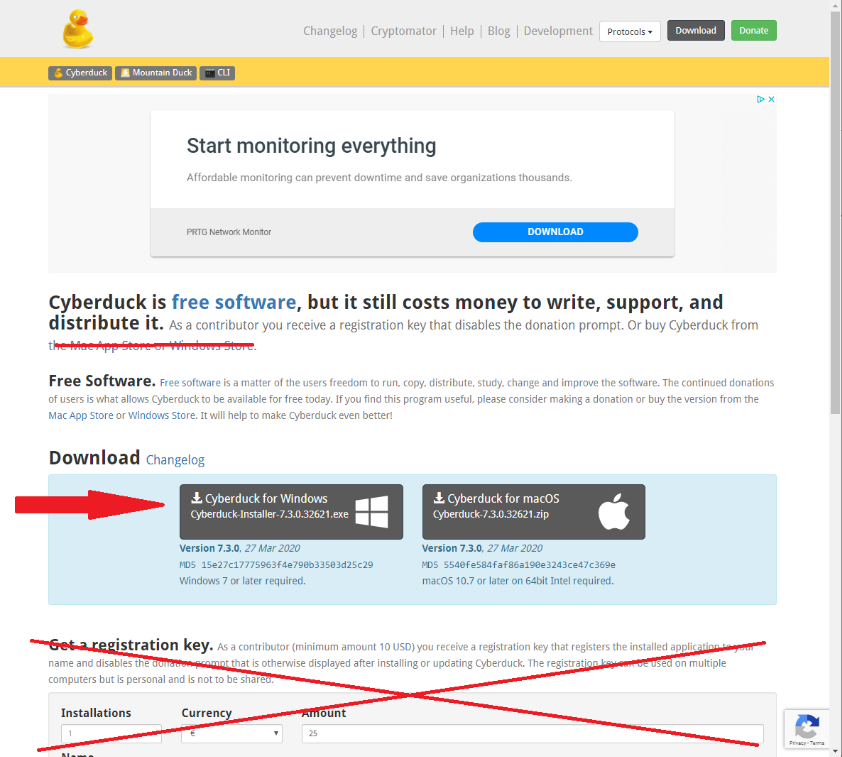 Changelog | Cryptomator | Help | Blog | Development Protocols Download Donate
Cyberduck Mountain Duck CLI
Start monitoring everything
Affordable monitoring can prevent downtime and save organizations thousands.
PRTG Network Monitor DOWNLOAD
Cyberduck is free software, but it still costs money to write, support, and
distribute it. As a contributor you receive a registration key that disables the donation prompt. Or buy Cyberduck from
the Mac App Store or Windows Store.
Free Software. Free software is a matter of the users freedom to run, copy, distribute, study, change and improve the software. The continued donations
of users is what allows Cyberduck to be available for free today. If you find this program useful, please consider making a donation or buy the version from the
Mac App Store or Windows Store. It will help to make Cyberduck even better!
Download Changelog
Cyberduck for Windows
Cyberduck-Installer-7.3.0.32621.exe
Version 7.3.0, 27 Mar 2020
MD5 15e27c17775963f4e790b33503d25c29
Windows 7 or later required.
Cyberduck for macOS
Cyberduck-7.3.0.32621.zip
Version 7.3.0, 27 Mar 2020
MD5 5540fe584faf86a190e3243ce47c369e
macOS 10.7 or later on 64bit Intel required.
Get a registration key. As a contributor (minimum amount 10 USD) you receive a registration key that registers the installed application to your
name and disables the donation prompt that is otherwise displayed after installing or updating Cyberduck. The registration key can be used on multiple
computers but is personal and is not to be shared.
Installations Currency Amount
1 € 25
Name
Privacy - Terms